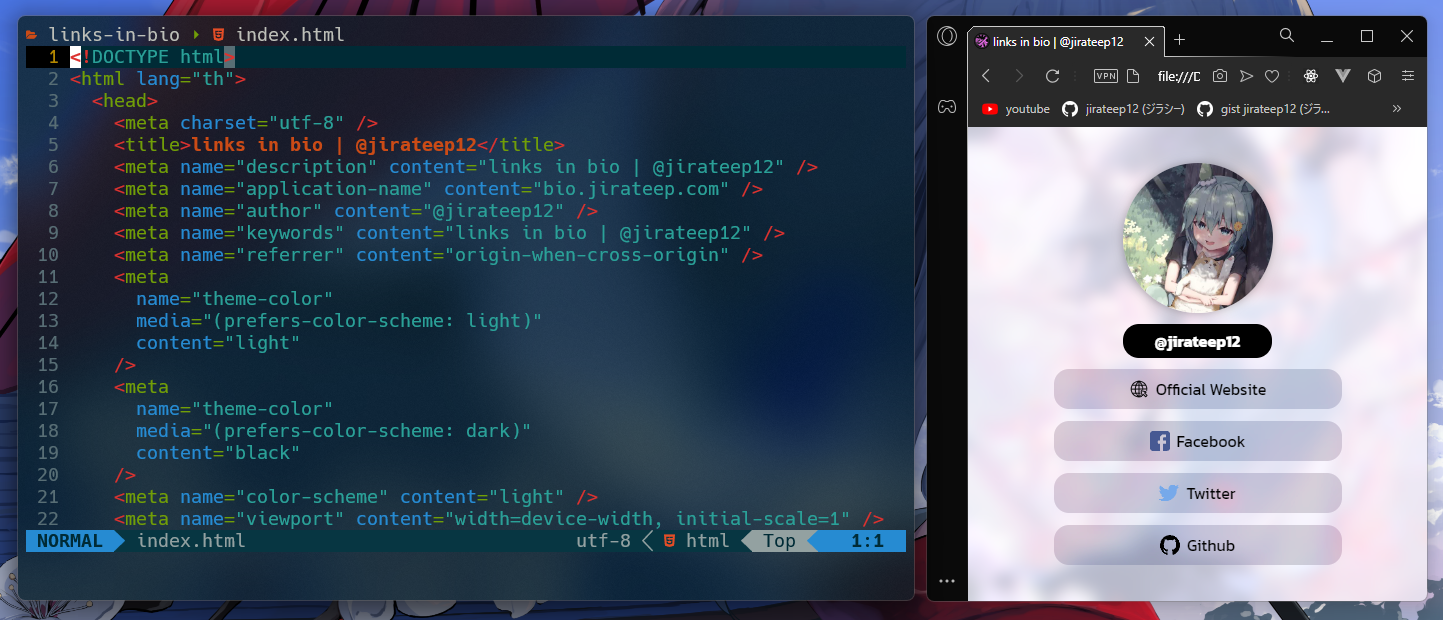 links-in-bio index.html
1 <!DOCTYPE html>
2 <html lang="th">
3 <head>
4 <meta charset="utf-8" />
5 <title>links in bio | @jirateep12</title>
6 <meta name="description" content="links in bio | @jirateep12" />
7 <meta name="application-name" content="bio.jirateep.com" />
8 <meta name="author" content="@jirateep12" />
9 <meta name="keywords" content="links in bio | @jirateep12" />
10 <meta name="referrer" content="origin-when-cross-origin" />
11 <meta
12 name="theme-color"
13 media="(prefers-color-scheme: light)"
14 content="light"
15 />
16 <meta
17 name="theme-color"
18 media="(prefers-color-scheme: dark)"
19 content="black"
20 />
21 <meta name="color-scheme" content="light" />
22 <meta name="viewport" content="width=device-width, initial-scale=1" />
NORMAL index.html utf-8 html Top 1:1
links in bio | @jirateep12
VPN file:///D
youtube jirateep12 (ジラシー) gist jirateep12 (ジラ...
@jirateep12
Official Website
Facebook
Twitter
Github